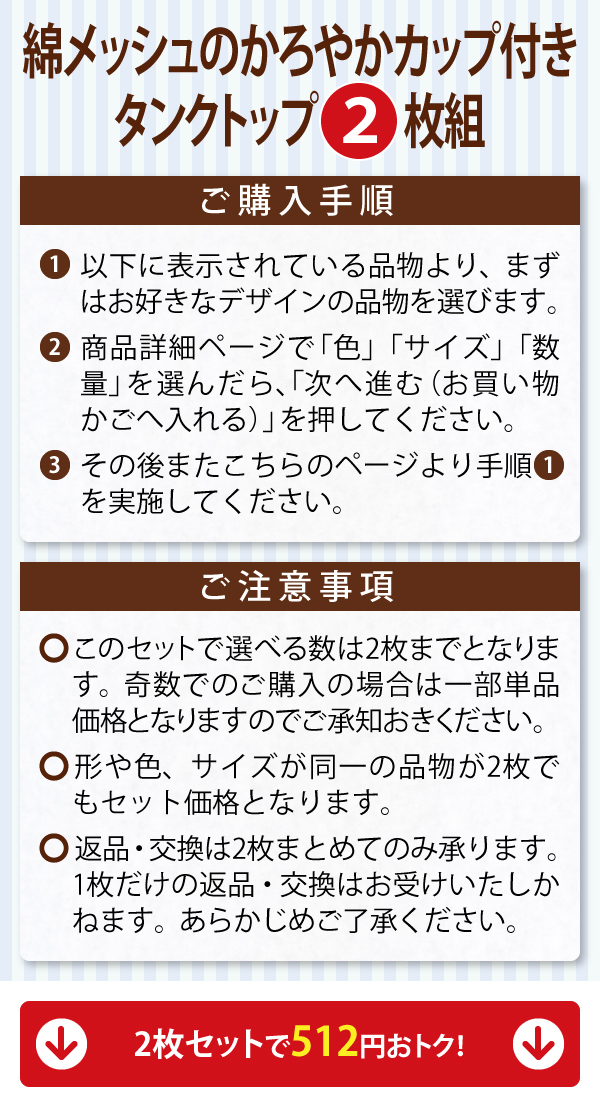 綿メッシュのかろやかカップ付き
タンクトップ2枚組
ご購入手順
❶ 以下に表示されている品物より、まず
はお好きなデザインの品物を選びます。
❷ 商品詳細ページで「色」「サイズ」「数
量」を選んだら、「次へ進む(お買い物
かごへ入れる)」を押してください。
❸ その後またこちらのページより手順❶
を実施してください。
ご注意事項
このセットで選べる数は2枚までとなりま
す。奇数でのご購入の場合は一部単品
価格となりますのでご承知おきください。
形や色、サイズが同一の品物が2枚で
もセット価格となります。
返品・交換は2枚まとめてのみ承ります。
1枚だけの返品・交換はお受けいたしか
ねます。あらかじめご了承ください。
2枚セットで512円おトク!